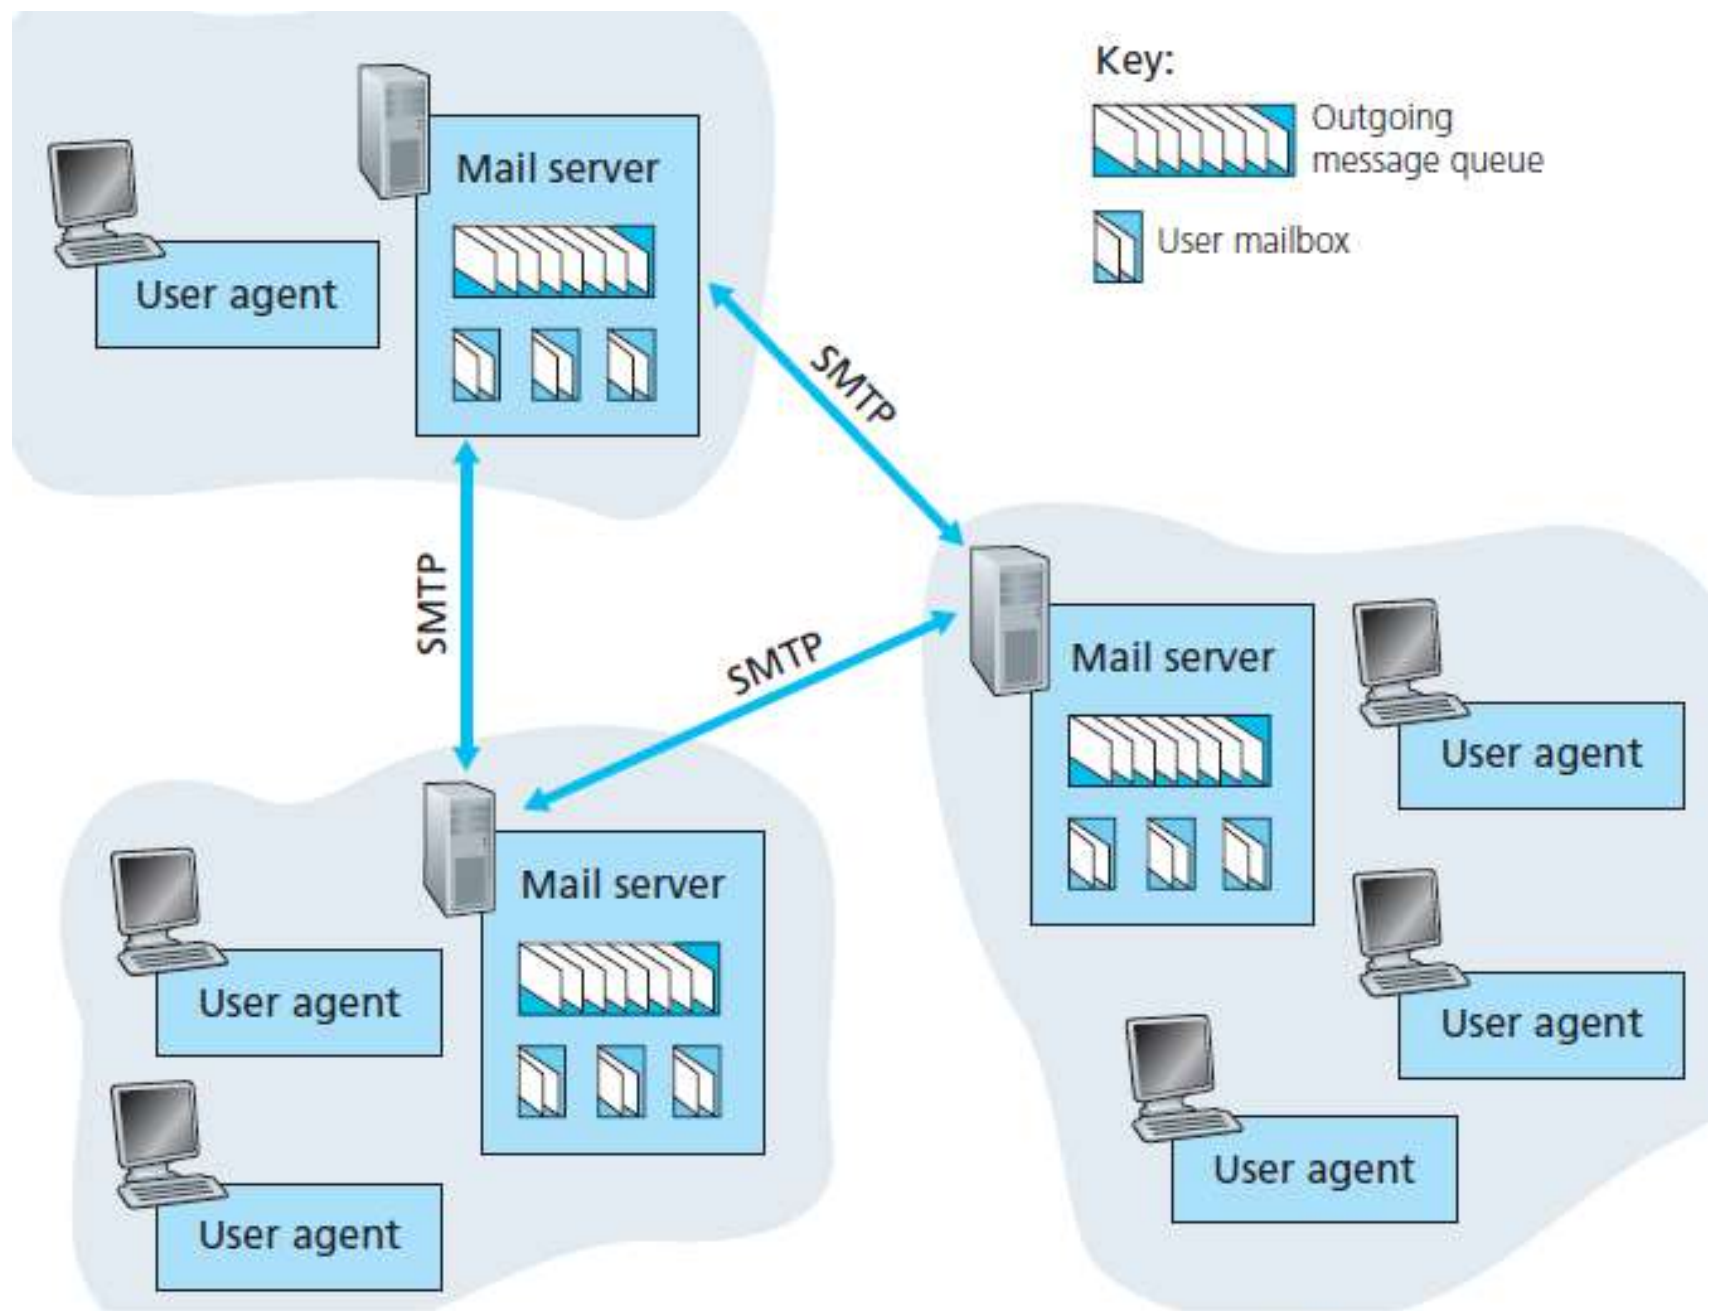 Key:
Outgoing
message queue
User mailbox
Mail server
User agent
SMTP
SMTP
SMTP
Mail server
User agent
User agent
User agent
Mail server
User agent
User agent